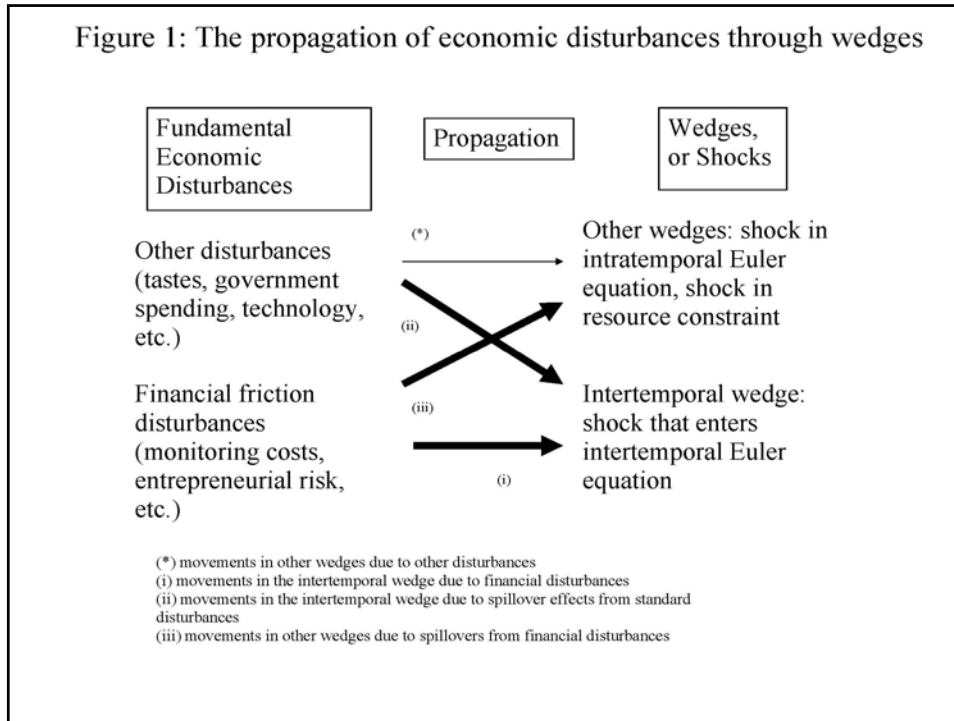 Figure 1: The propagation of economic disturbances through wedges
Fundamental
Economic
Disturbances
Propagation
Wedges,
or Shocks
Other disturbances
(tastes, government
spending, technology,
etc.)
(*)
(ii)
Other wedges: shock in
intratemporal Euler
equation, shock in
resource constraint
Financial friction
disturbances
(monitoring costs,
entrepreneurial risk,
etc.)
(iii)
(i)
Intertemporal wedge:
shock that enters
intertemporal Euler
equation
(*) movements in other wedges due to other disturbances
(i) movements in the intertemporal wedge due to financial disturbances
(ii) movements in the intertemporal wedge due to spillover effects from standard
disturbances
(iii) movements in other wedges due to spillovers from financial disturbances